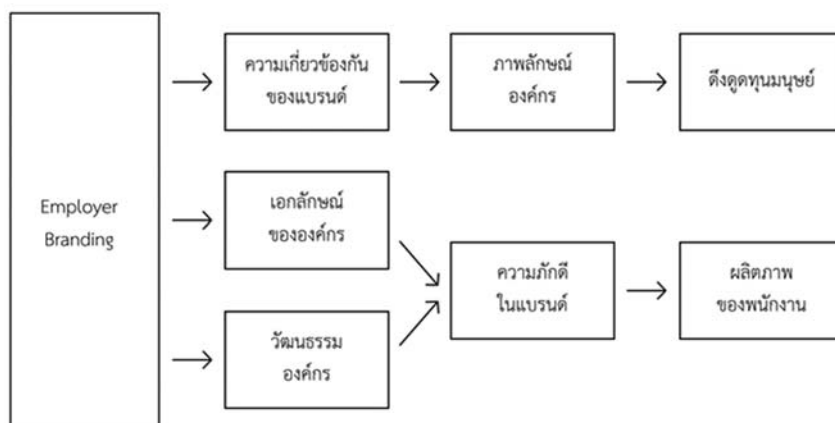 ความเกี่ยวข้องกัน
ของแบรนด์
ภาพลักษณ์
องค์กร
ดึงดูดทุนมนุษย์
Employer
Branding
เอกลักษณ์
ขององค์กร
วัฒนธรรม
องค์กร
ความภักดี
ในแบรนด์
ผลิตภาพ
ของพนักงาน